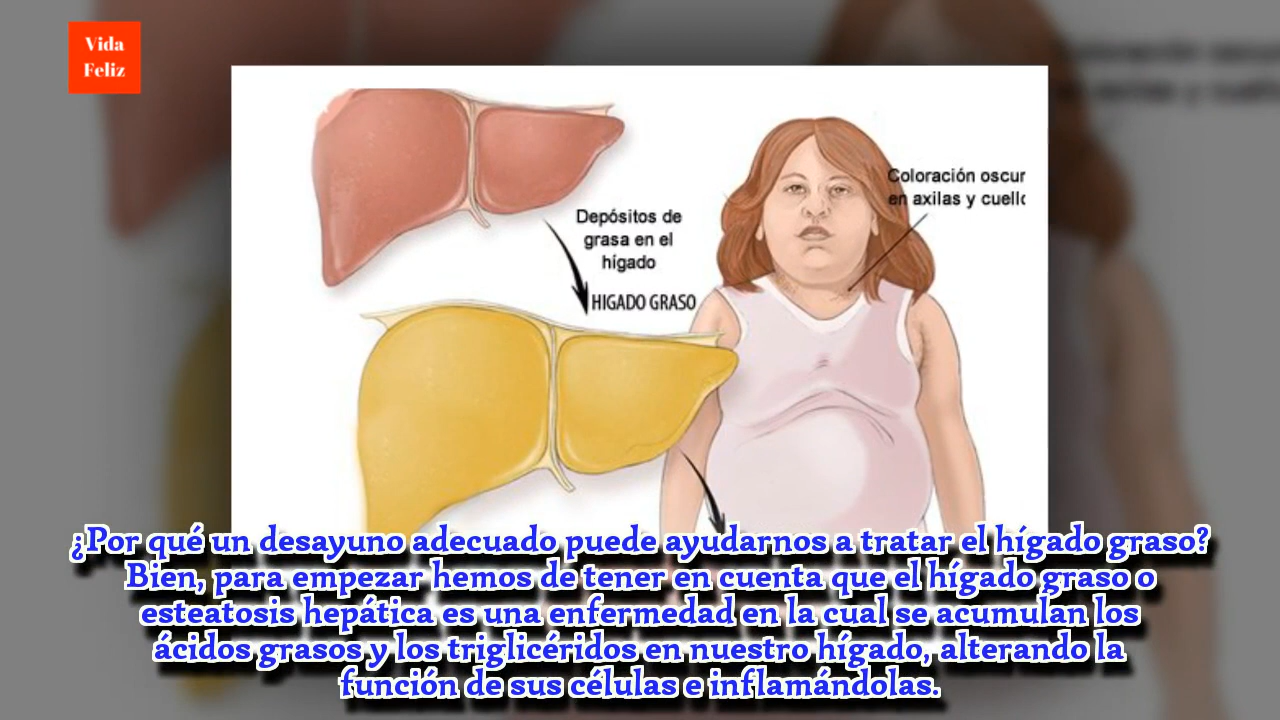 Vida
Feliz
Depósitos de
grasa en el
hígado
HIGADO GRASO
Coloración oscur
en axilas y cuello
¿Por qué un desayuno adecuado puede ayudarnos a tratar el hígado graso?
Bien, para empezar hemos de tener en cuenta que el hígado graso o
esteatosis hepática es una enfermedad en la cual se acumulan los
ácidos grasos y los triglicéridos en nuestro hígado, alterando la
función de sus células e inflamándolas.